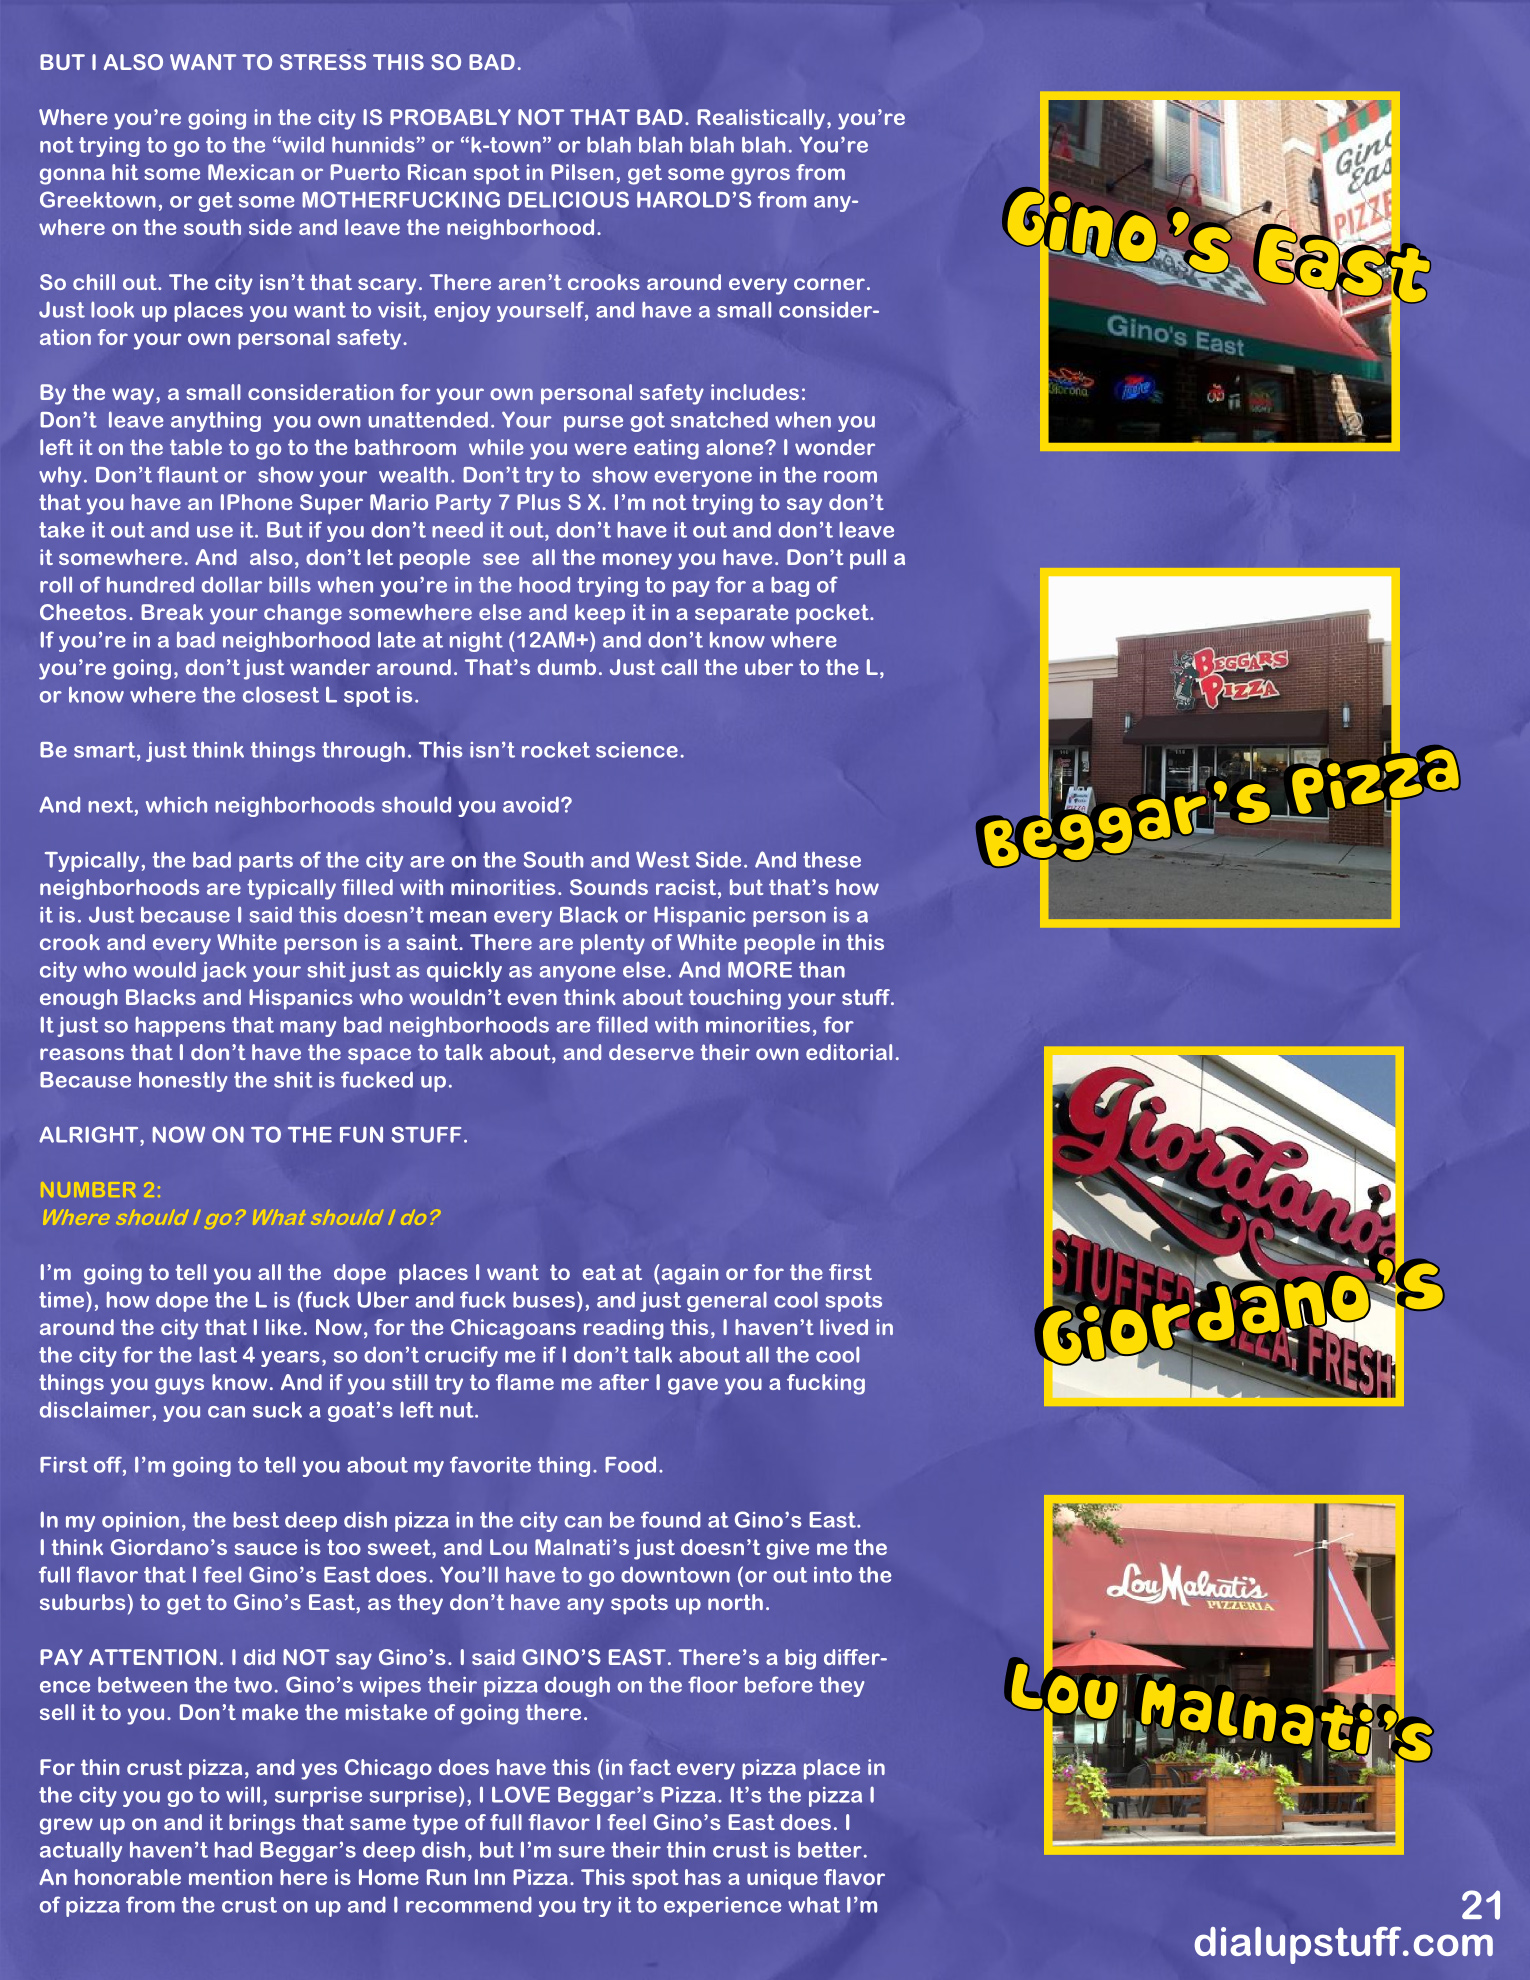 BUT I ALSO WANT TO STRESS THIS SO BAD.
Where you’re going in the city IS PROBABLY NOT THAT BAD. Realistically, you’re
not trying to go to the “wild hunnids” or “k-town” or blah blah blah blah. You’re
gonna hit some Mexican or Puerto Rican spot in Pilsen, get some gyros from
Greektown, or get some MOTHERFUCKING DELICIOUS HAROLD’S from any-
where on the south side and leave the neighborhood.
So chill out. The city isn’t that scary. There aren’t crooks around every corner.
Just look up places you want to visit, enjoy yourself, and have a small consider-
ation for your own personal safety.
By the way, a small consideration for your own personal safety includes:
Don’t leave anything you own unattended. Your purse got snatched when you
left it on the table to go to the bathroom while you were eating alone? I wonder
why. Don’t flaunt or show your wealth. Don’t try to show everyone in the room
that you have an IPhone Super Mario Party 7 Plus S X. I’m not trying to say don’t
take it out and use it. But if you don’t need it out, don’t have it out and don’t leave
it somewhere. And also, don’t let people see all the money you have. Don’t pull a
roll of hundred dollar bills when you’re in the hood trying to pay for a bag of
Cheetos. Break your change somewhere else and keep it in a separate pocket.
If you’re in a bad neighborhood late at night (12AM+) and don’t know where
you’re going, don’t just wander around. That’s dumb. Just call the uber to the L,
or know where the closest L spot is.
Be smart, just think things through. This isn’t rocket science.
And next, which neighborhoods should you avoid?
Typically, the bad parts of the city are on the South and West Side. And these
neighborhoods are typically filled with minorities. Sounds racist, but that’s how
it is. Just because I said this doesn’t mean every Black or Hispanic person is a
crook and every White person is a saint. There are plenty of White people in this
city who would jack your shit just as quickly as anyone else. And MORE than
enough Blacks and Hispanics who wouldn’t even think about touching your stuff.
It just so happens that many bad neighborhoods are filled with minorities, for
reasons that I don’t have the space to talk about, and deserve their own editorial.
Because honestly the shit is fucked up.
ALRIGHT, NOW ON TO THE FUN STUFF.
NUMBER 2:
Where should I go? What should I do?
I’m going to tell you all the dope places I want to eat at (again or for the first
time), how dope the L is (fuck Uber and fuck buses), and just general cool spots
around the city that I like. Now, for the Chicagoans reading this, I haven’t lived in
the city for the last 4 years, so don’t crucify me if I don’t talk about all the cool
things you guys know. And if you still try to flame me after I gave you a fucking
disclaimer, you can suck a goat’s left nut.
First off, I’m going to tell you about my favorite thing. Food.
In my opinion, the best deep dish pizza in the city can be found at Gino’s East.
I think Giordano’s sauce is too sweet, and Lou Malnati’s just doesn’t give me the
full flavor that I feel Gino’s East does. You’ll have to go downtown (or out into the
suburbs) to get to Gino’s East, as they don’t have any spots up north.
PAY ATTENTION. I did NOT say Gino’s. I said GINO’S EAST. There’s a big differ-
ence between the two. Gino’s wipes their pizza dough on the floor before they
sell it to you. Don’t make the mistake of going there.
For thin crust pizza, and yes Chicago does have this (in fact every pizza place in
the city you go to will, surprise surprise), I LOVE Beggar’s Pizza. It’s the pizza I
grew up on and it brings that same type of full flavor I feel Gino’s East does. I
actually haven’t had Beggar’s deep dish, but I’m sure their thin crust is better.
An honorable mention here is Home Run Inn Pizza. This spot has a unique flavor
of pizza from the crust on up and I recommend you try it to experience what I’m
Gino’s East
Gino's East
Corona
Beggar’s Pizza
BEGGARS
PIZZA
Giordano’s
Giordano's
STUFFED PIZZA. FRESH
Lou Malnati’s
Lou Malnati's
PIZZERIA
21
dialupstuff.com